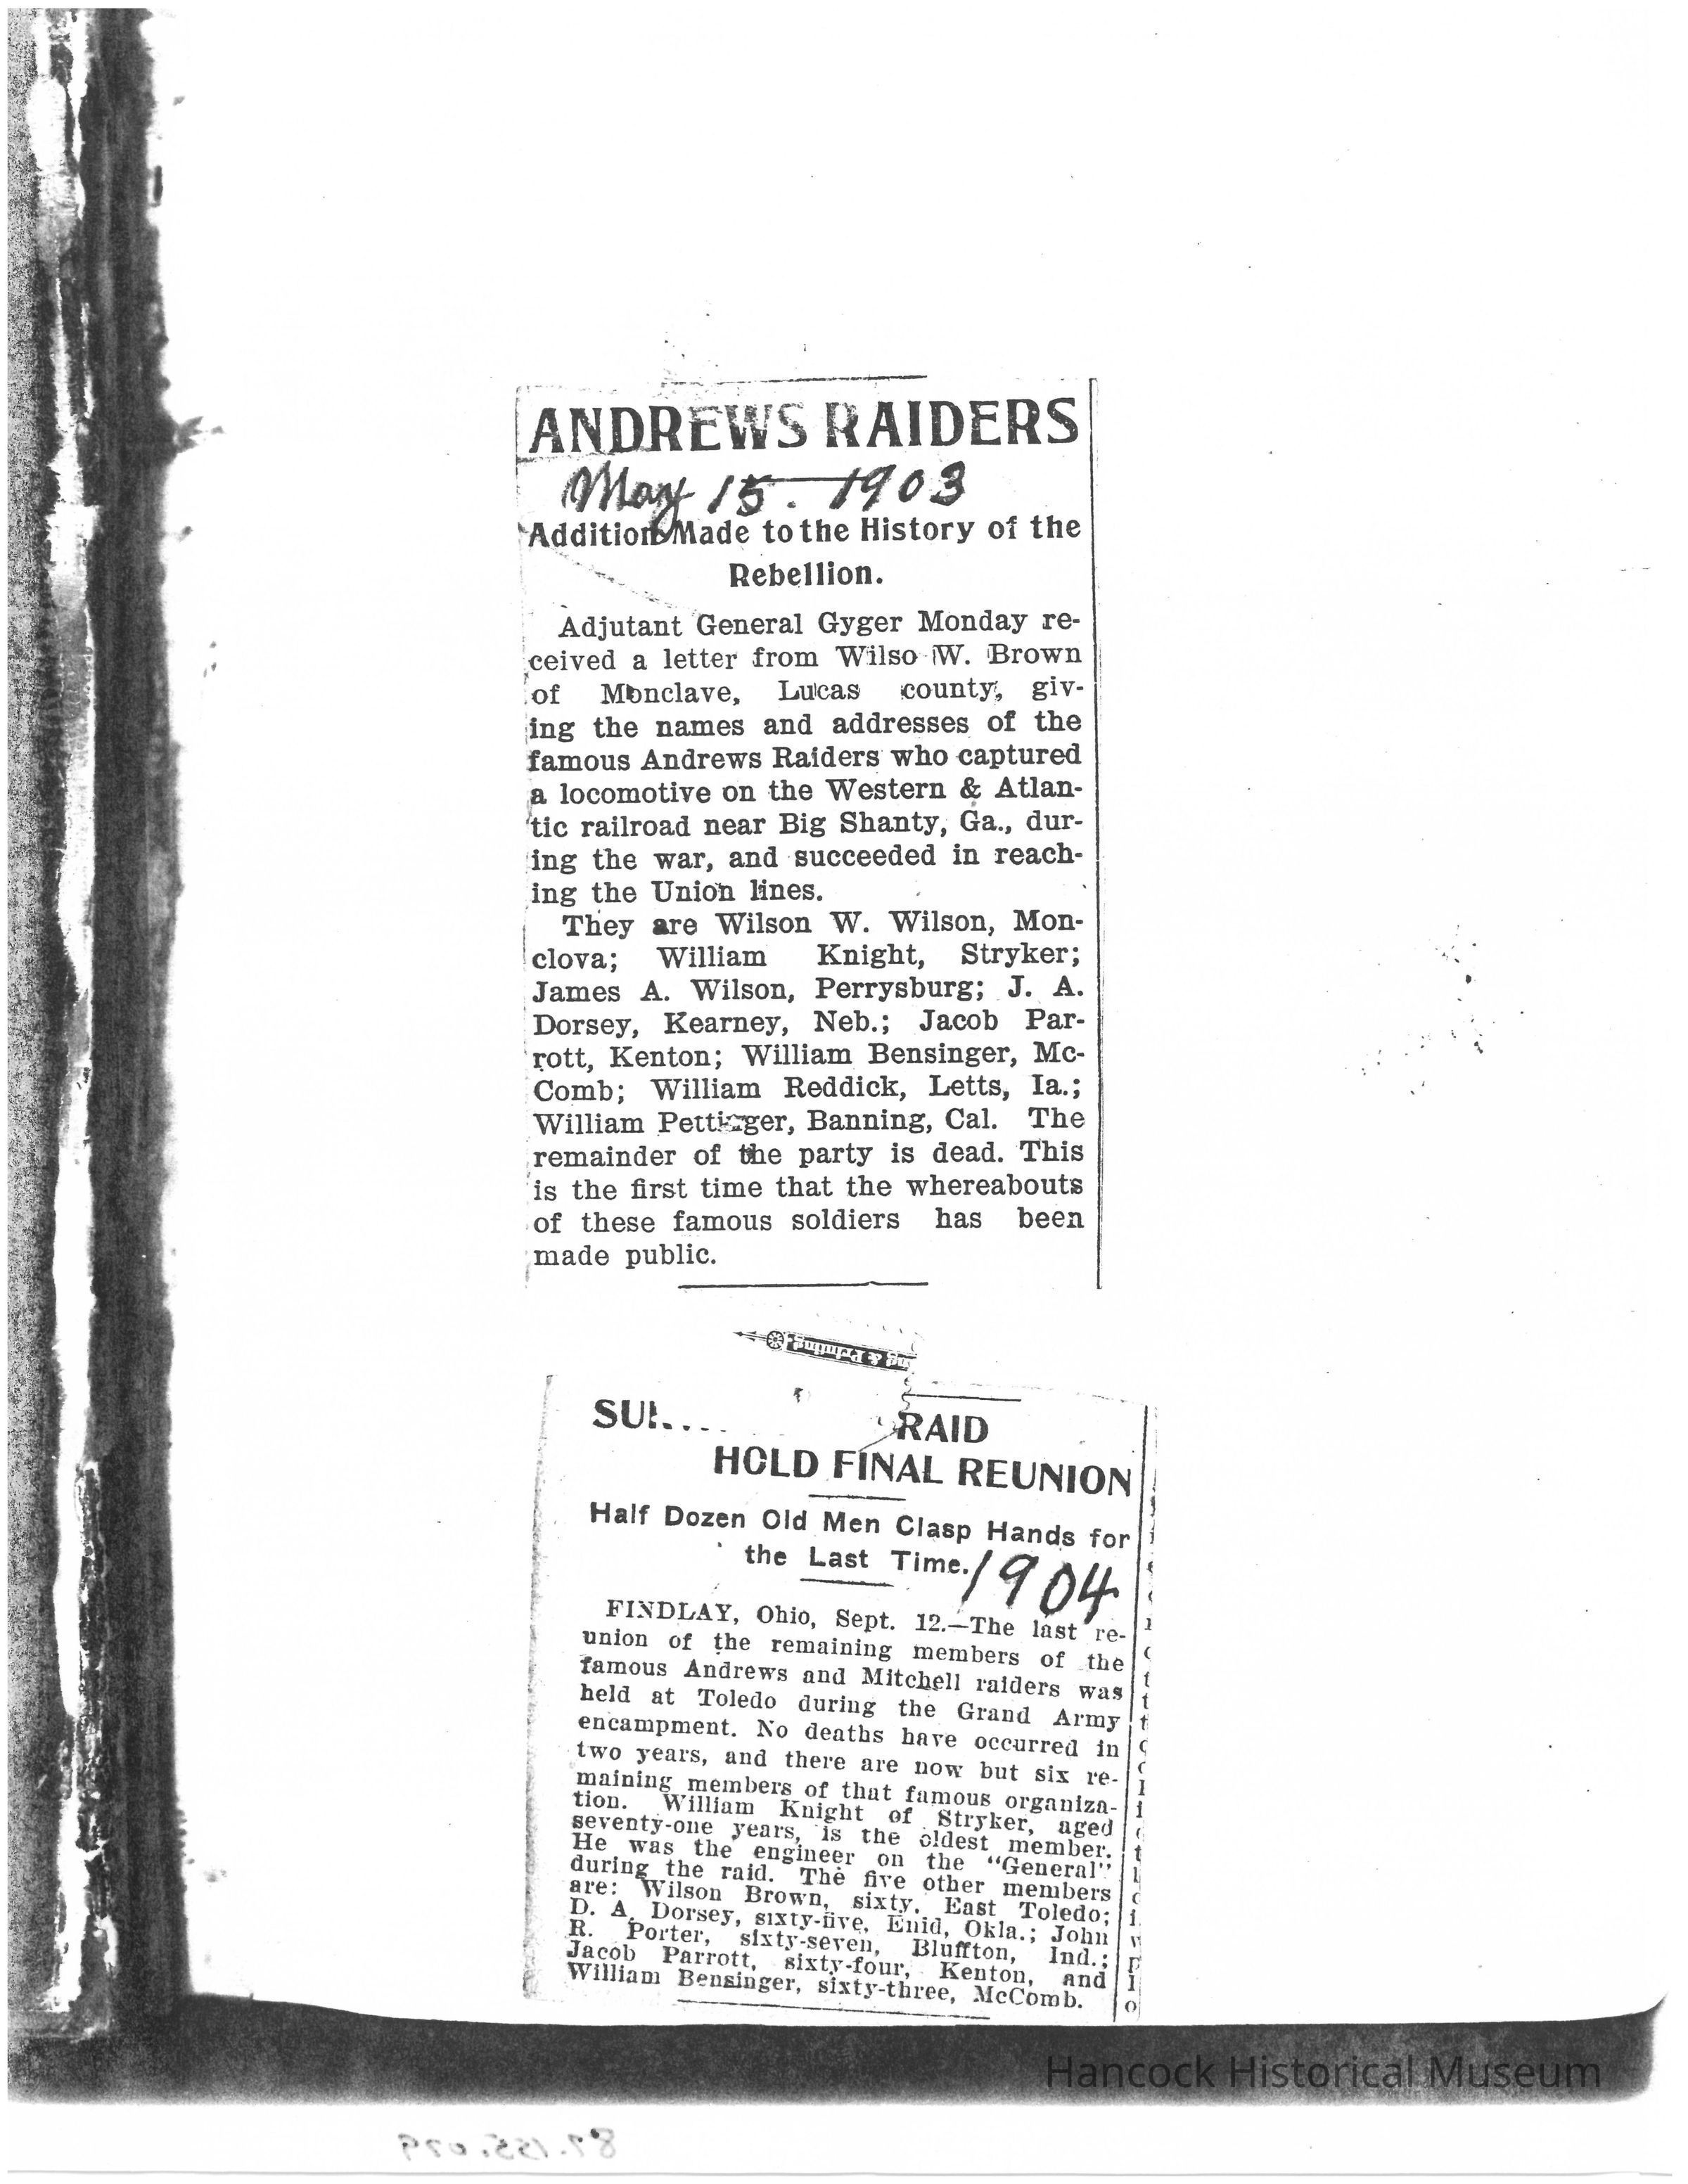 ANDREWS RAIDERS
May 15. 1903
Addition Made to the History of the
Rebellion.
Adjutant General Gyger Monday re-
ceived a letter from Wilso W. Brown
of Monclave, Lucas county, giv-
ing the names and addresses of the
famous Andrews Raiders who captured
a locomotive on the Western & Atlan-
tic railroad near Big Shanty, Ga., dur-
ing the war, and succeeded in reach-
ing the Union lines.
They are Wilson W. Wilson, Mon-
clova; William Knight, Stryker;
James A. Wilson, Perrysburg; J. A.
Dorsey, Kearney, Neb.; Jacob Par-
rott, Kenton; William Bensinger, Mc-
Comb; William Reddick, Letts, Ia.;
William Pettinger, Banning, Cal. The
remainder of the party is dead. This
is the first time that the whereabouts
of these famous soldiers has been
made public.
RAID
HOLD FINAL REUNION
Half Dozen Old Men Clasp Hands for
the Last Time.
1904
FINDLAY, Ohio, Sept. 12.—The last re-
union of the remaining members of the
famous Andrews and Mitchell raiders was
held at Toledo during the Grand Army
encampment. No deaths have occurred in
two years, and there are now but six re-
maining members of that famous organiza-
tion. William Knight of Stryker, aged
seventy-one years, is the oldest member.
He was the engineer on the "General"
during the raid. The five other members
are: Wilson Brown, sixty, East Toledo;
D. A. Dorsey, sixty-five, Enid, Okla.; John
R. Porter, sixty-seven, Bluffton, Ind.;
Jacob Parrott, sixty-four, Kenton, and
William Bensinger, sixty-three, McComb.
Hancock Historical Museum
87.155.079